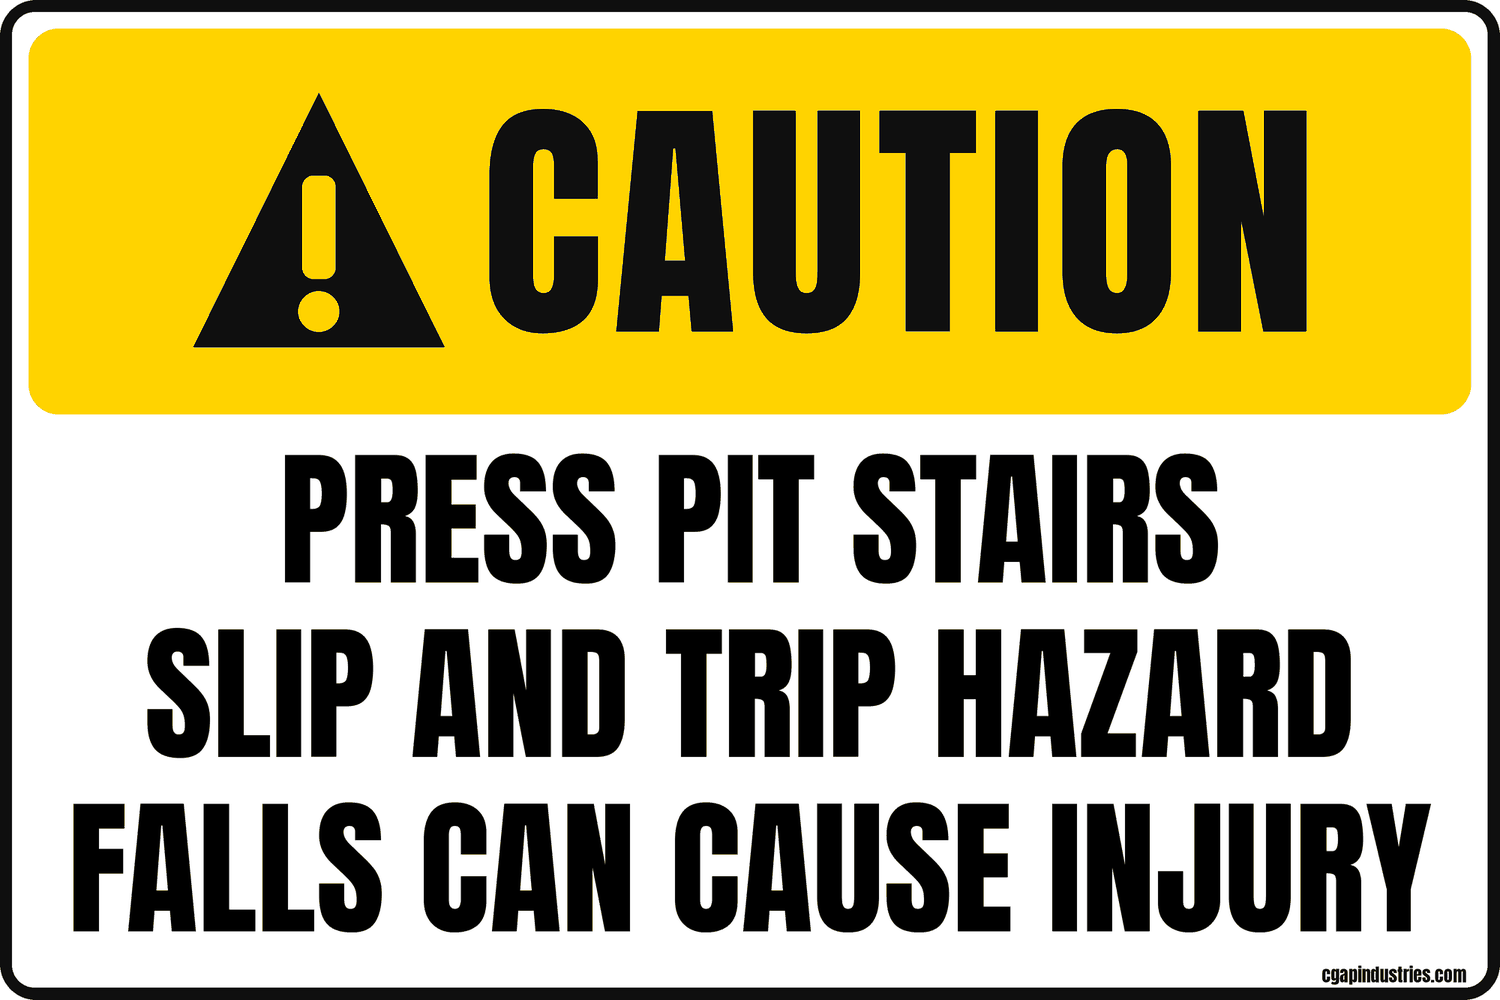 CAUTION
PRESS PIT STAIRS
SLIP AND TRIP HAZARD
FALLS CAN CAUSE INJURY
cgapindustries.com